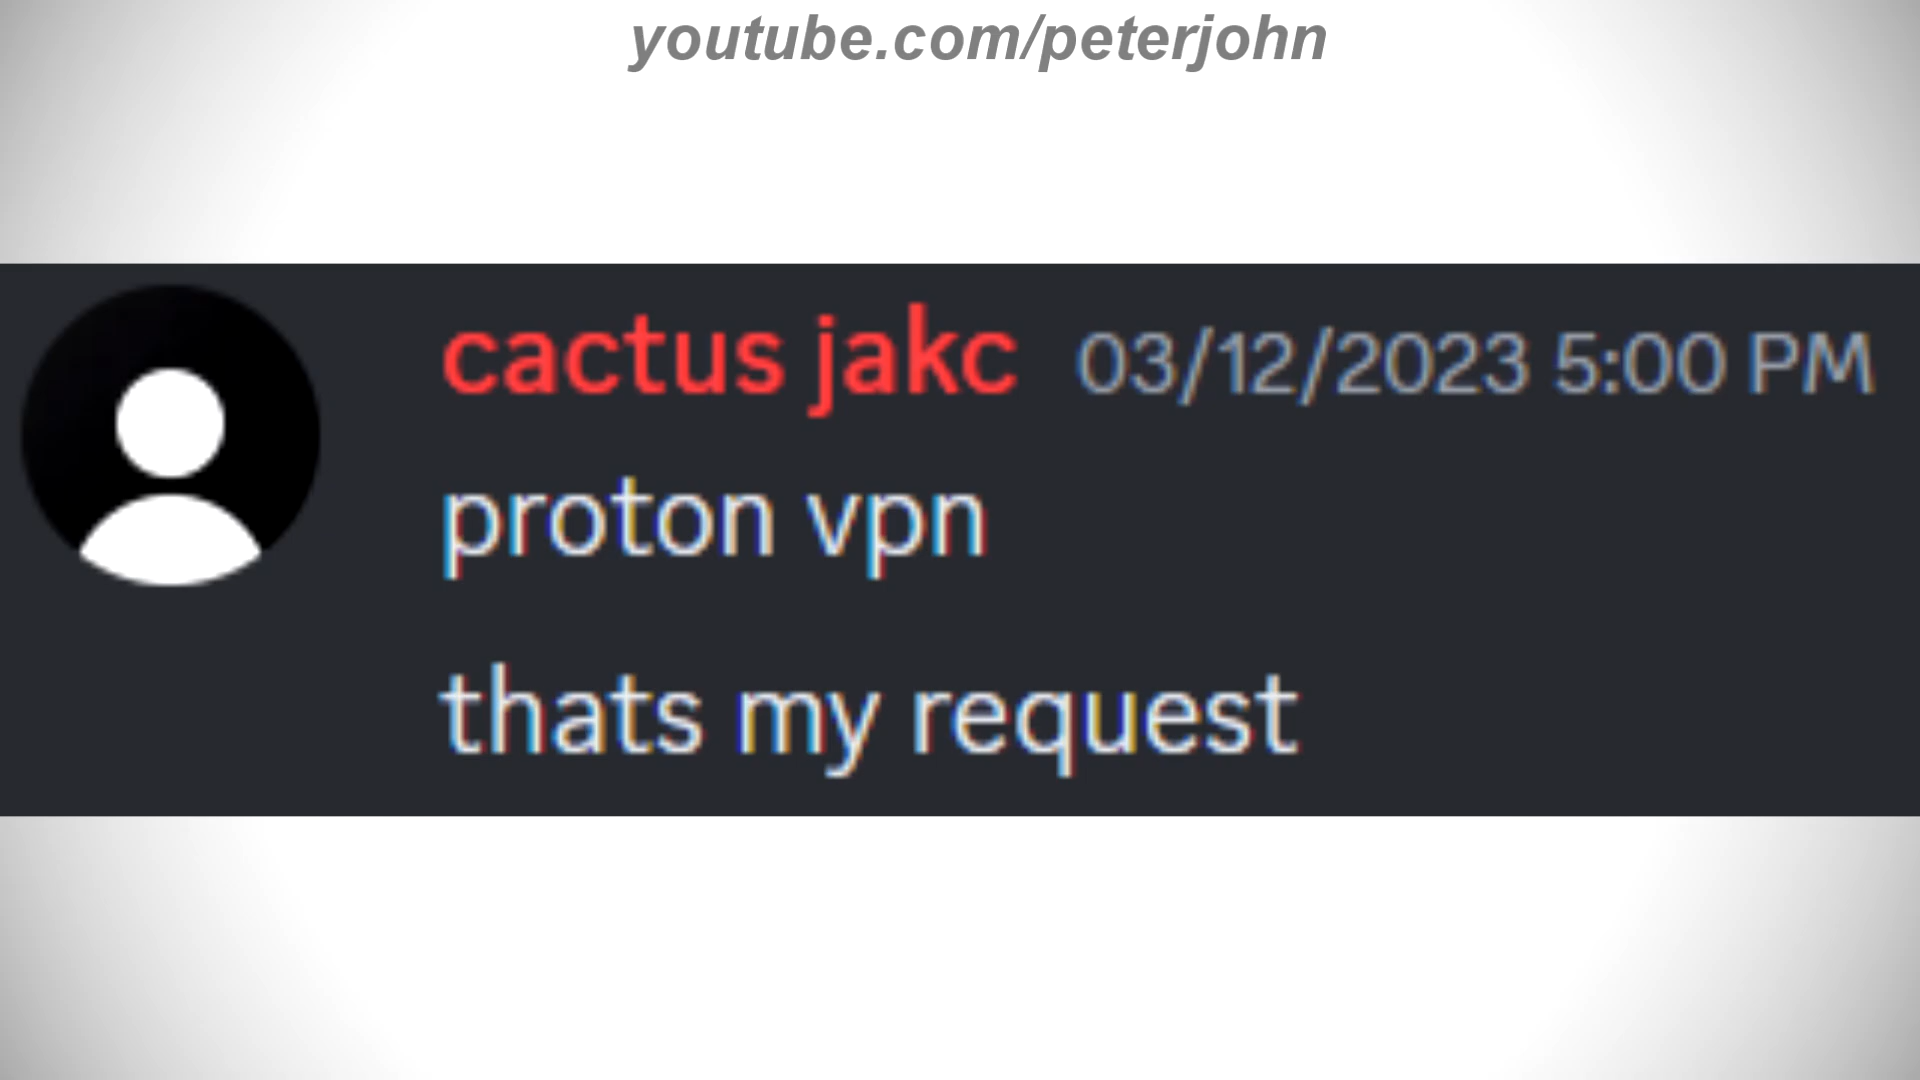 youtube.com/peterjohn
cactus jakc 03/12/2023 5:00 PM
proton vpn
thats my request